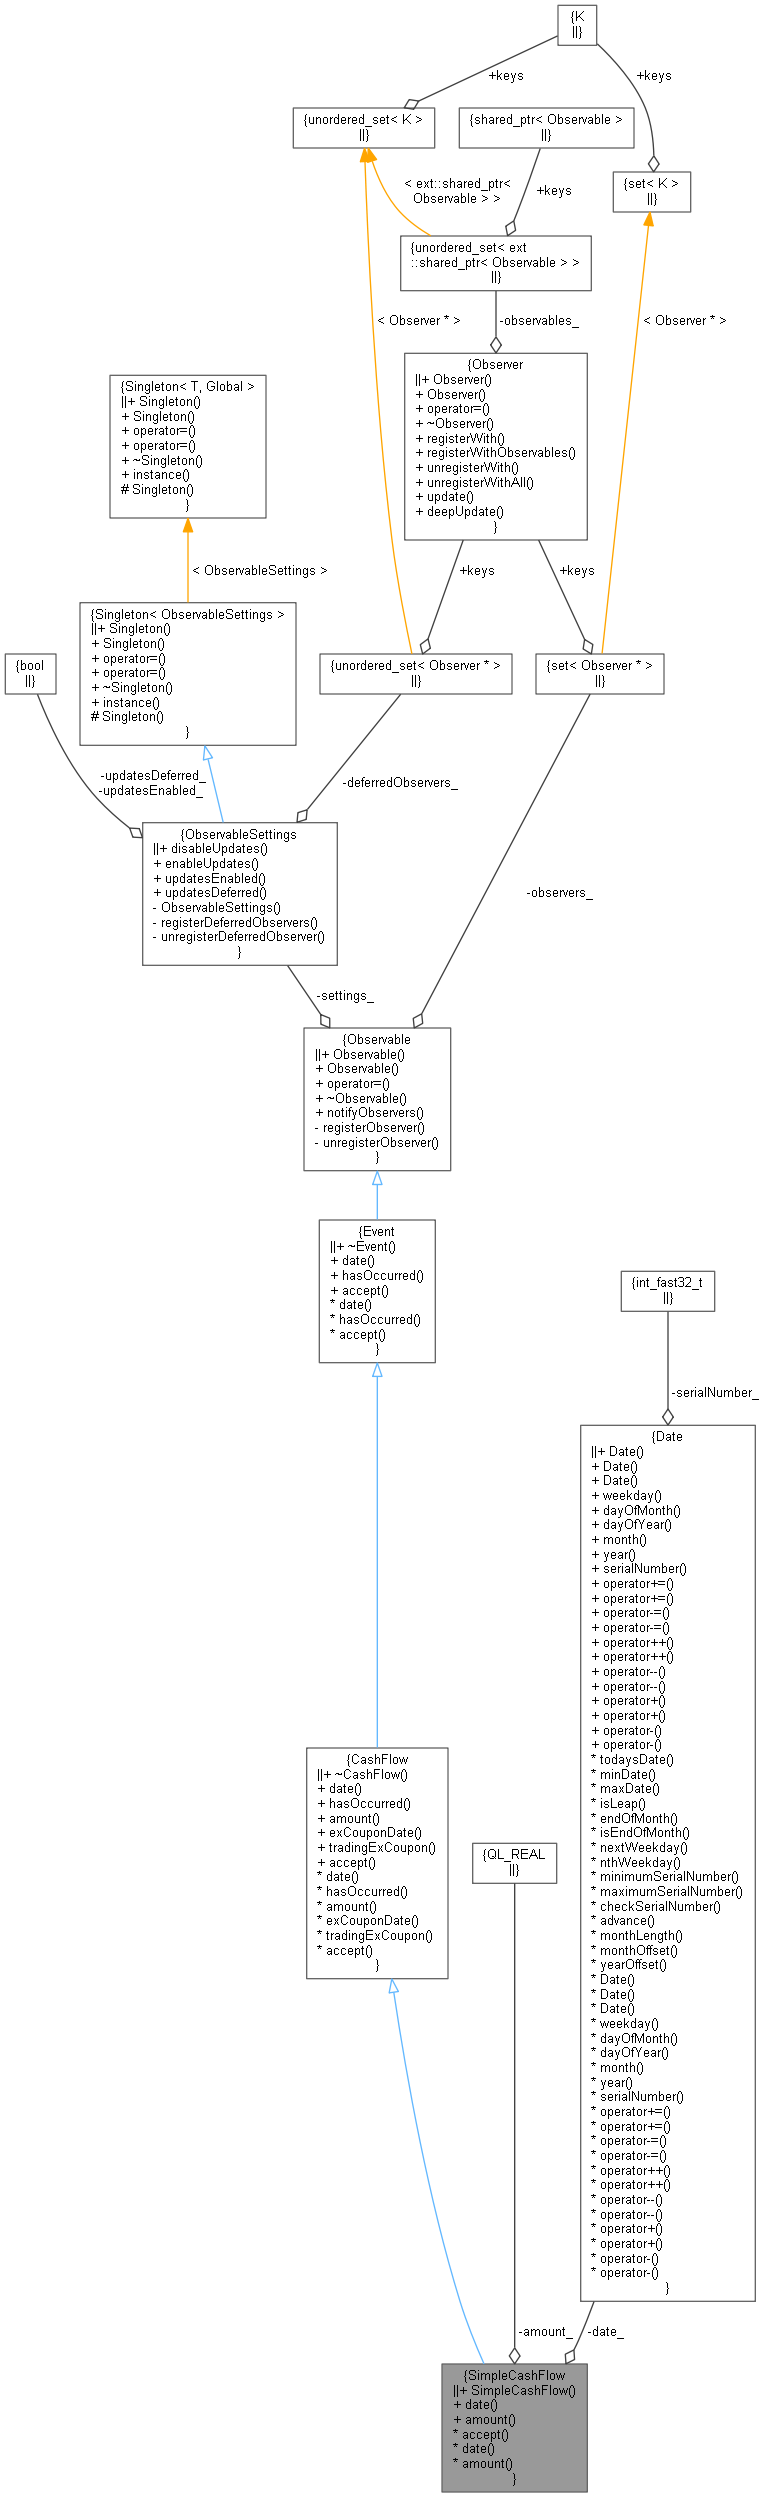 {K
||}
+keys
+keys
{unordered_set< K >
||}
{shared_ptr< Observable >
||}
{set< K >
||}
< ext::shared_ptr<
Observable > >
+keys
{unordered_set< ext
::shared_ptr< Observable > >
||}
< Observer * >
-observables_
< Observer * >
{Observer
||+ Observer()
+ Observer()
+ operator=()
+ ~Observer()
+ registerWith()
+ registerWithObservables()
+ unregisterWith()
+ unregisterWithAll()
+ update()
+ deepUpdate()
}
{Singleton< T, Global >
||+ Singleton()
+ Singleton()
+ operator=()
+ operator=()
+ ~Singleton()
+ instance()
# Singleton()
}
< ObservableSettings >
+keys
+keys
{Singleton< ObservableSettings >
||+ Singleton()
+ Singleton()
+ operator=()
+ operator=()
+ ~Singleton()
+ instance()
# Singleton()
}
{bool
||}
{unordered_set< Observer * >
||}
{set< Observer * >
||}
-updatesDeferred_
-updatesEnabled_
-deferredObservers_
{ObservableSettings
||+ disableUpdates()
+ enableUpdates()
+ updatesEnabled()
+ updatesDeferred()
- ObservableSettings()
- registerDeferredObservers()
- unregisterDeferredObserver()
}
-observers_
-settings_
{Observable
||+ Observable()
+ Observable()
+ operator=()
+ ~Observable()
+ notifyObservers()
- registerObserver()
- unregisterObserver()
}
{Event
||+ ~Event()
+ date()
+ hasOccurred()
+ accept()
* date()
* hasOccurred()
* accept()
}
{int_fast32_t
||}
-serialNumber_
{Date
||+ Date()
+ Date()
+ Date()
+ weekday()
+ dayOfMonth()
+ dayOfYear()
+ month()
+ year()
+ serialNumber()
+ operator+=()
+ operator+=()
+ operator-=()
+ operator-=()
+ operator++()
+ operator++()
+ operator--()
+ operator--()
+ operator+()
+ operator+()
+ operator-()
+ operator-()
* todaysDate()
* minDate()
* maxDate()
* isLeap()
* endOfMonth()
* isEndOfMonth()
* nextWeekday()
* nthWeekday()
* minimumSerialNumber()
* maximumSerialNumber()
* checkSerialNumber()
* advance()
* monthLength()
* monthOffset()
* yearOffset()
* Date()
* Date()
* Date()
* weekday()
* dayOfMonth()
* dayOfYear()
* month()
* year()
* serialNumber()
* operator+=()
* operator+=()
* operator-=()
* operator-=()
* operator++()
* operator++()
* operator--()
* operator--()
* operator+()
* operator+()
* operator-()
* operator-()
}
{CashFlow
||+ ~CashFlow()
+ date()
+ hasOccurred()
+ amount()
+ exCouponDate()
+ tradingExCoupon()
+ accept()
* date()
* hasOccurred()
* amount()
* exCouponDate()
* tradingExCoupon()
* accept()
}
{QL_REAL
||}
-amount_
-date_
{SimpleCashFlow
||+ SimpleCashFlow()
+ date()
+ amount()
* accept()
* date()
* amount()
}